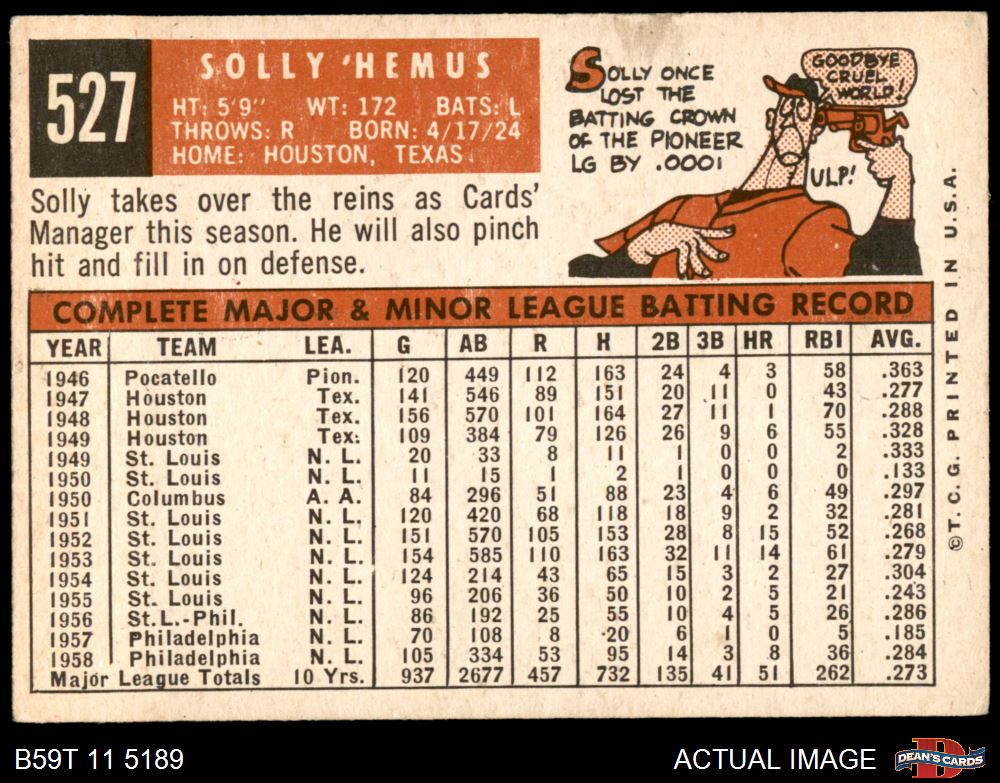 527
SOLLY 'HEMUS
HT: 5'9" WT: 172 BATS: L
THROWS: R BORN: 4/17/24
HOME: HOUSTON, TEXAS
Solly takes over the reins as Cards'
Manager this season. He will also pinch
hit and fill in on defense.
SOLLY ONCE
LOST THE
BATTING CROWN
OF THE PIONEER
LG BY .0001
GOODBYE
CRUEL
WORLD!
ULP!
COMPLETE MAJOR & MINOR LEAGUE BATTING RECORD
YEAR TEAM LEA. G AB R H 2B 3B HR RBI AVG.
1946 Pocatello Pion. 120 449 112 163 24 4 3 58 .363
1947 Houston Tex. 141 546 89 151 20 11 0 43 .277
1948 Houston Tex. 156 570 101 164 27 11 1 70 .288
1949 Houston Tex. 109 384 79 126 26 9 6 55 .328
1949 St. Louis N. L. 20 33 8 11 1 0 0 2 .333
1950 St. Louis N. L. 11 15 1 2 1 0 0 0 .133
1950 Columbus A. A. 84 296 51 88 23 4 6 49 .297
1951 St. Louis N. L. 120 420 68 118 18 9 2 32 .281
1952 St. Louis N. L. 151 570 105 153 28 8 15 52 .268
1953 St. Louis N. L. 154 585 110 163 32 11 14 61 .279
1954 St. Louis N. L. 124 214 43 65 15 3 2 27 .304
1955 St. Louis N. L. 96 206 36 50 10 2 5 21 .243
1956 St.L.-Phil. N. L. 86 192 25 55 10 4 5 26 .286
1957 Philadelphia N. L. 70 108 8 20 6 1 0 5 .185
1958 Philadelphia N. L. 105 334 53 95 14 3 8 36 .284
Major League Totals 10 Yrs. 937 2677 457 732 135 41 51 262 .273
© T. C. G. PRINTED IN U.S.A.
B59T 11 5189
ACTUAL IMAGE
D
DEAN'S CARDS